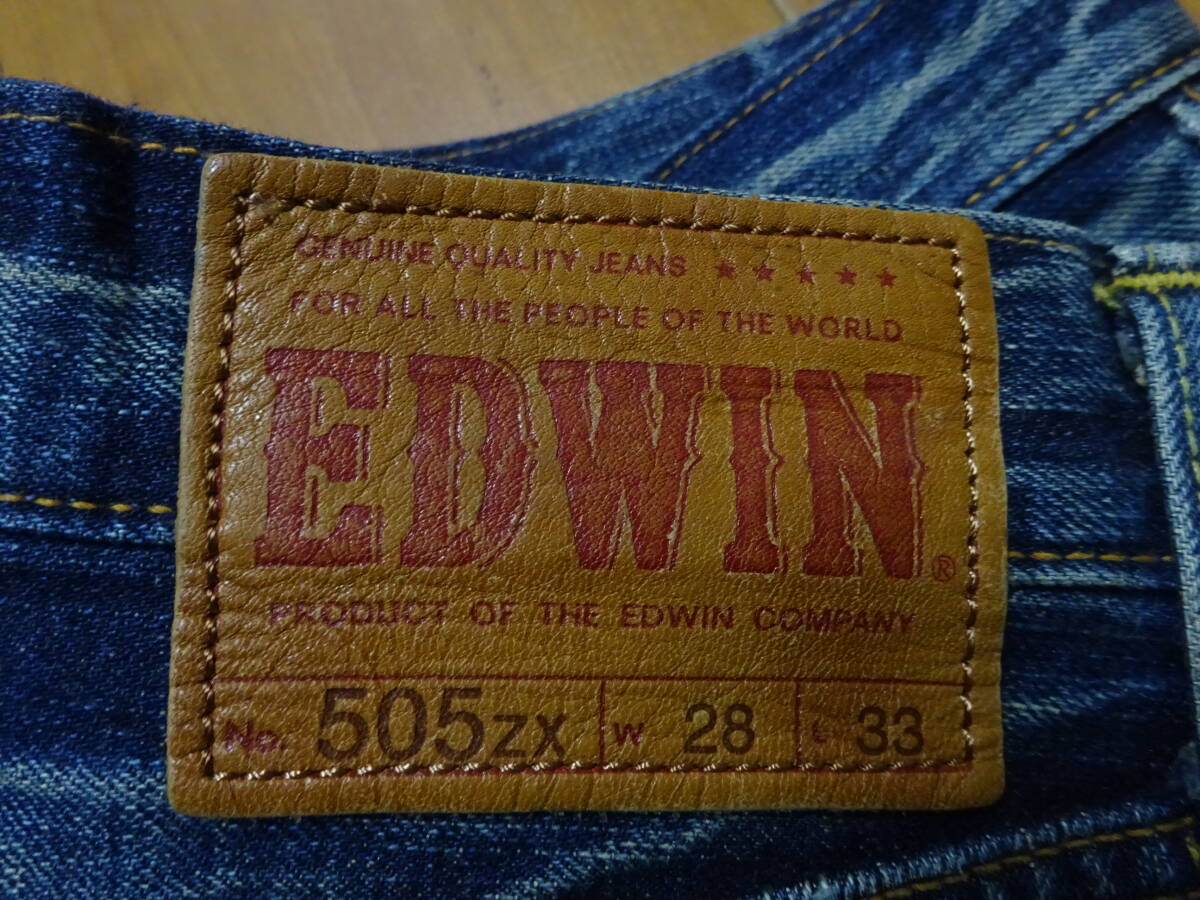 GENUINE QUALITY JEANS ★★★★★
FOR ALL THE PEOPLE OF THE WORLD
EDWIN®
PRODUCT OF THE EDWIN COMPANY
No. 505ZX W 28 L 33